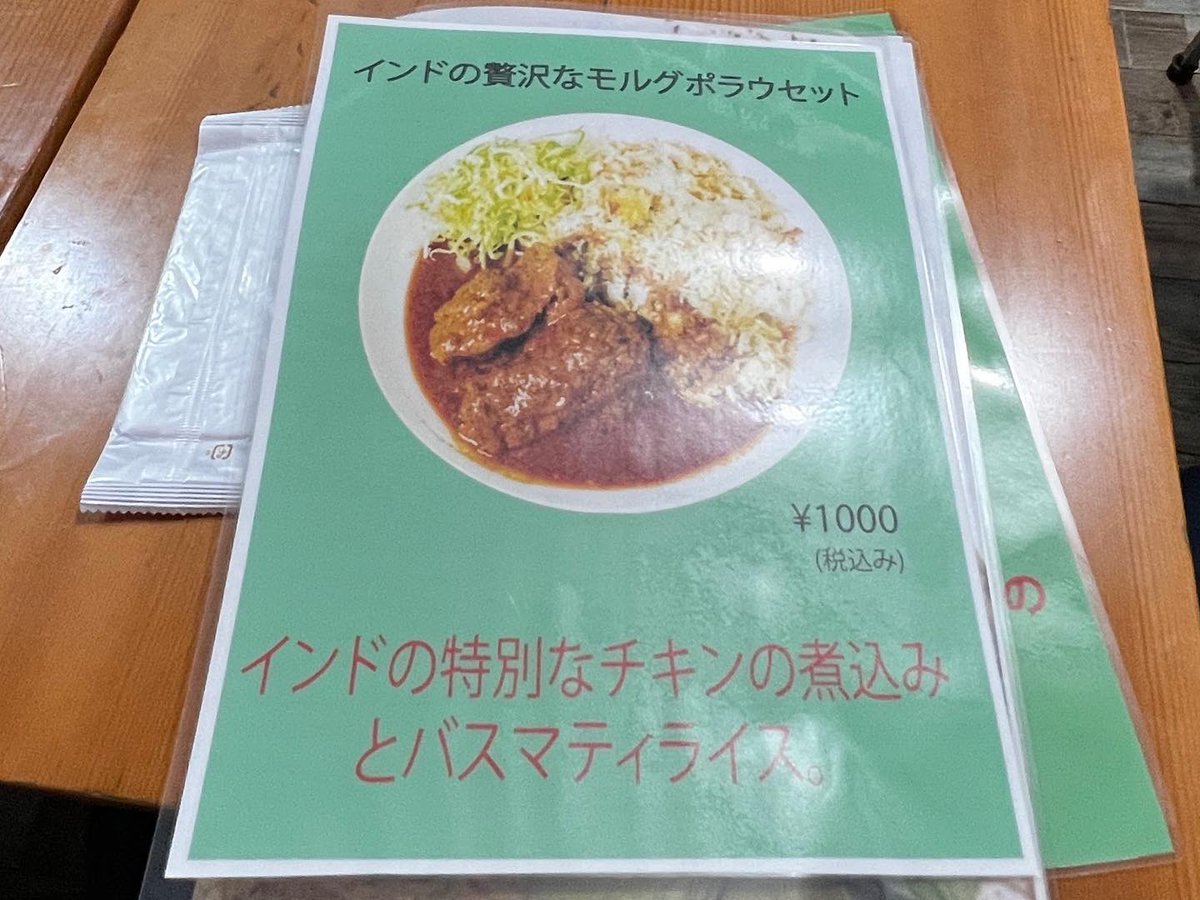 インドの贅沢なモルグポラウセット
¥1000
(税込み)
インドの特別なチキンの煮込み
とバスマティライス。
の